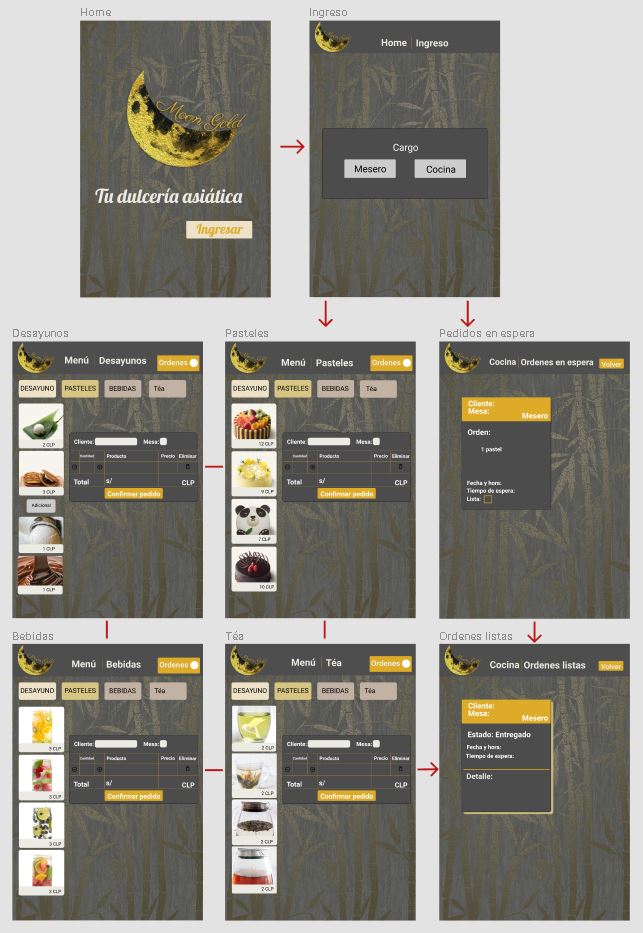 Home
Moon Gold
Tu dulcería asiática
Ingresar
Ingreso
Home | Ingreso
Cargo
Mesero
Cocina
Desayunos
Menú | Desayunos
Ordenes
DESAYUNO
PASTELES
BEBIDAS
Téa
2 CLP
3 CLP
Adicional
1 CLP
1 CLP
Cliente:
Mesa:
Cantidad
Producto
Precio
Eliminar
Total
s/
CLP
Confirmar pedido
Pasteles
Menú | Pasteles
Ordenes
DESAYUNO
PASTELES
BEBIDAS
Téa
12 CLP
9 CLP
7 CLP
10 CLP
Cliente:
Mesa:
Cantidad
Producto
Precio
Eliminar
Total
s/
CLP
Confirmar pedido
Pedidos en espera
Cocina | Ordenes en espera
Volver
Cliente:
Mesa:
Mesero
Orden:
1 pastel
Fecha y hora:
Tiempo de espera:
Lista:
Bebidas
Menú | Bebidas
Ordenes
DESAYUNO
PASTELES
BEBIDAS
Téa
3 CLP
3 CLP
3 CLP
3 CLP
Cliente:
Mesa:
Cantidad
Producto
Precio
Eliminar
Total
s/
CLP
Confirmar pedido
Téa
Menú | Téa
Ordenes
DESAYUNO
PASTELES
BEBIDAS
Téa
2 CLP
2 CLP
2 CLP
2 CLP
Cliente:
Mesa:
Cantidad
Producto
Precio
Eliminar
Total
s/
CLP
Confirmar pedido
Ordenes listas
Cocina | Ordenes listas
Volver
Cliente:
Mesa:
Mesero
Estado: Entregado
Fecha y hora:
Tiempo de espera:
Detalle: